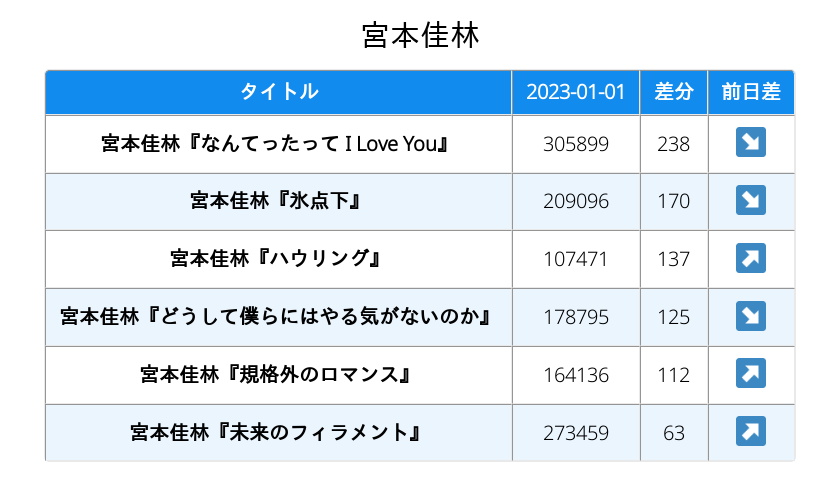 宮本佳林
タイトル 2023-01-01 差分 前日差
宮本佳林『なんてったって I Love You』 305899 238 ↘
宮本佳林『氷点下』 209096 170 ↘
宮本佳林『ハウリング』 107471 137 ↗
宮本佳林『どうして僕らにはやる気がないのか』 178795 125 ↘
宮本佳林『規格外のロマンス』 164136 112 ↗
宮本佳林『未来のフィラメント』 273459 63 ↗